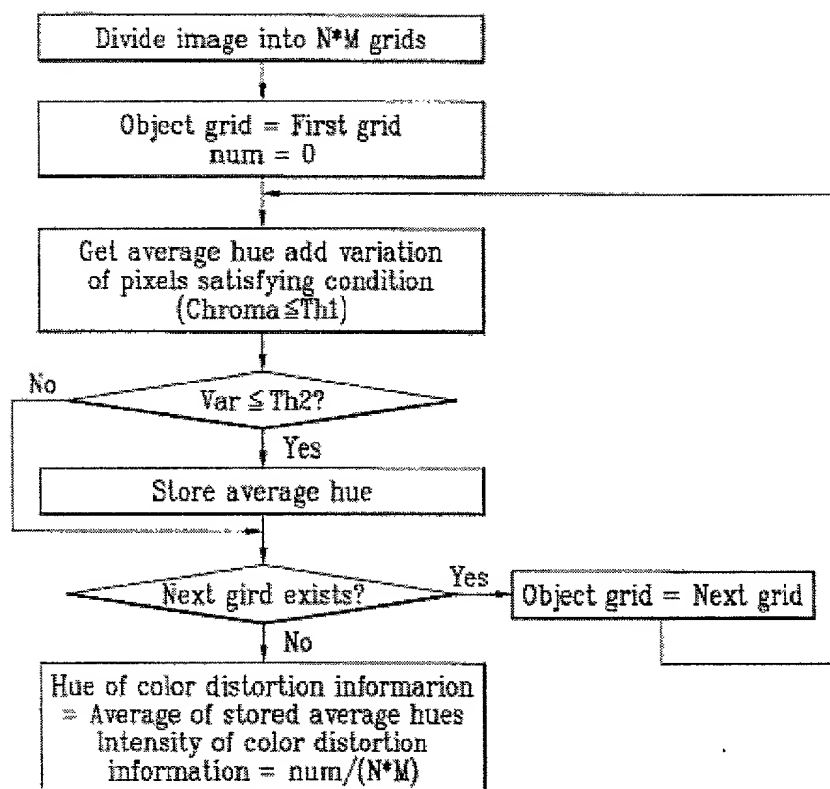 Divide image into N*M grids
Object grid = First grid
num = 0
Get average hue add variation
of pixels satisfying condition
(Chroma≦Th1)
No
Var ≦ Th2?
Yes
Store average hue
Next gird exists?
Yes
Object grid = Next grid
No
Hue of color distortion informarion
= Average of stored average hues
Intensity of color distortion
information = num/(N*M)